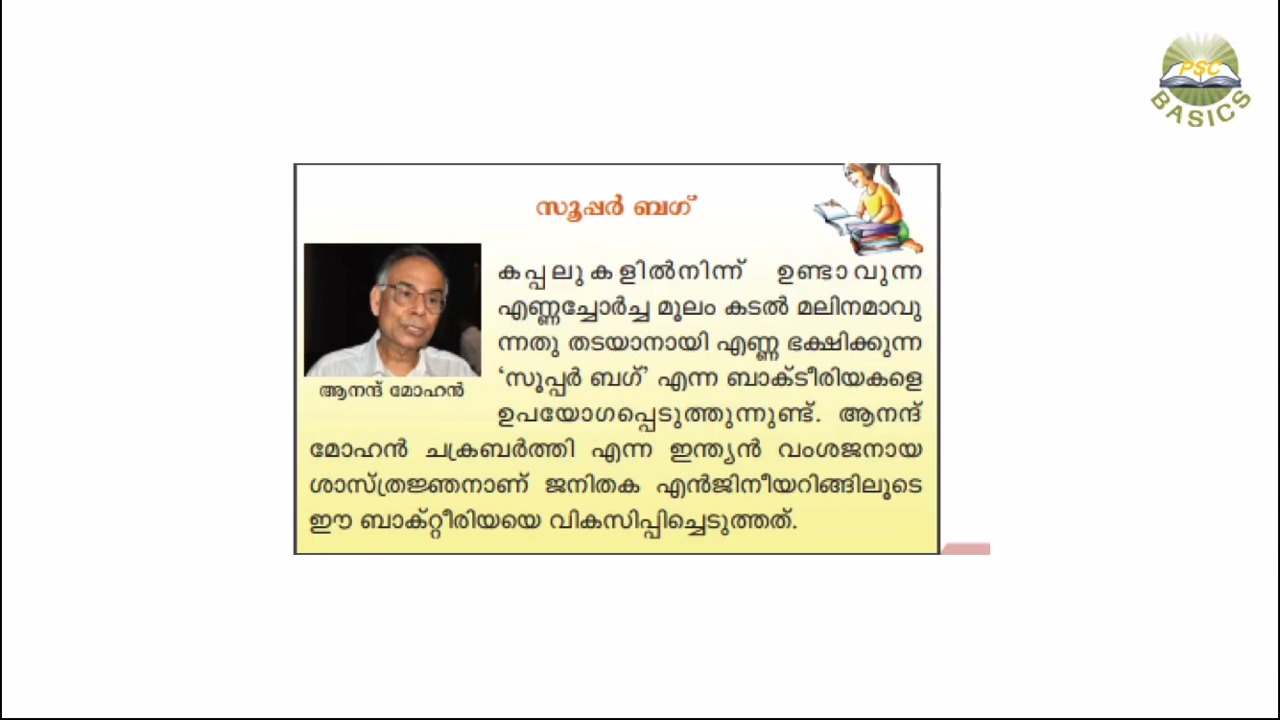 PSC
BASICS
സൂപ്പർ ബഗ്
കപ്പലുകളിൽനിന്ന് ഉണ്ടാവുന്ന
എണ്ണച്ചോർച്ച മൂലം കടൽ മലിനമാവു
ന്നതു തടയാനായി എണ്ണ ഭക്ഷിക്കുന്ന
‘സൂപ്പർ ബഗ്’ എന്ന ബാക്ടീരിയകളെ
ഉപയോഗപ്പെടുത്തുന്നുണ്ട്. ആനന്ദ്
ആനന്ദ് മോഹൻ
മോഹൻ ചക്രബർത്തി എന്ന ഇന്ത്യൻ വംശജനായ
ശാസ്ത്രജ്ഞനാണ് ജനിതക എൻജിനീയറിങ്ങിലൂടെ
ഈ ബാക്റ്റീരിയയെ വികസിപ്പിച്ചെടുത്തത്.